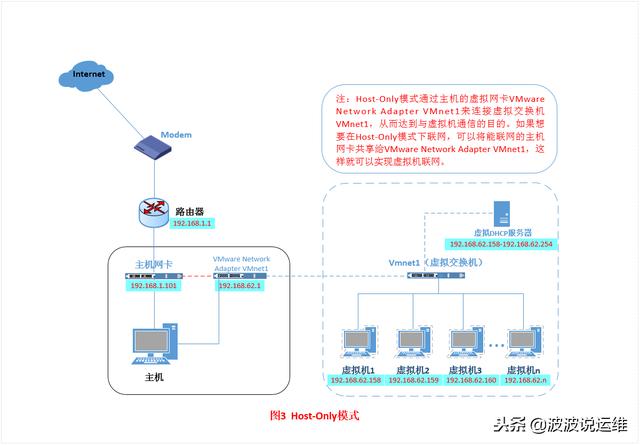 Internet
注：Host-Only模式通过主机的虚拟网卡VMware
Network Adapter VMnet1来连接虚拟交换机
VMnet1，从而达到与虚拟机通信的目的。如果想
要在Host-Only模式下联网，可以将能联网的主机
网卡共享给VMware Network Adapter VMnet1，这
样就可以实现虚拟机联网。
Modem
路由器
192.168.1.1
虚拟DHCP服务器
192.168.62.158-192.168.62.254
主机网卡
192.168.1.101
VMware Network
Adapter VMnet1
192.168.62.1
Vmnet1（虚拟交换机）
主机
虚拟机1
192.168.62.158
虚拟机2
192.168.62.159
虚拟机3
192.168.62.160
虚拟机n
192.168.62.n
图3 Host-Only模式
头条 @波波说运维